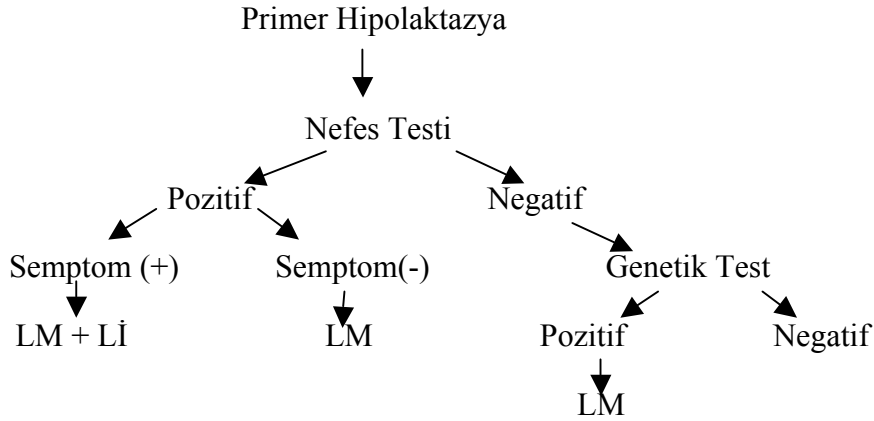 Primer Hipolaktazya
Nefes Testi
Pozitif Negatif
Semptom (+) Semptom(-) Genetik Test
LM + Lİ LM Pozitif Negatif
LM